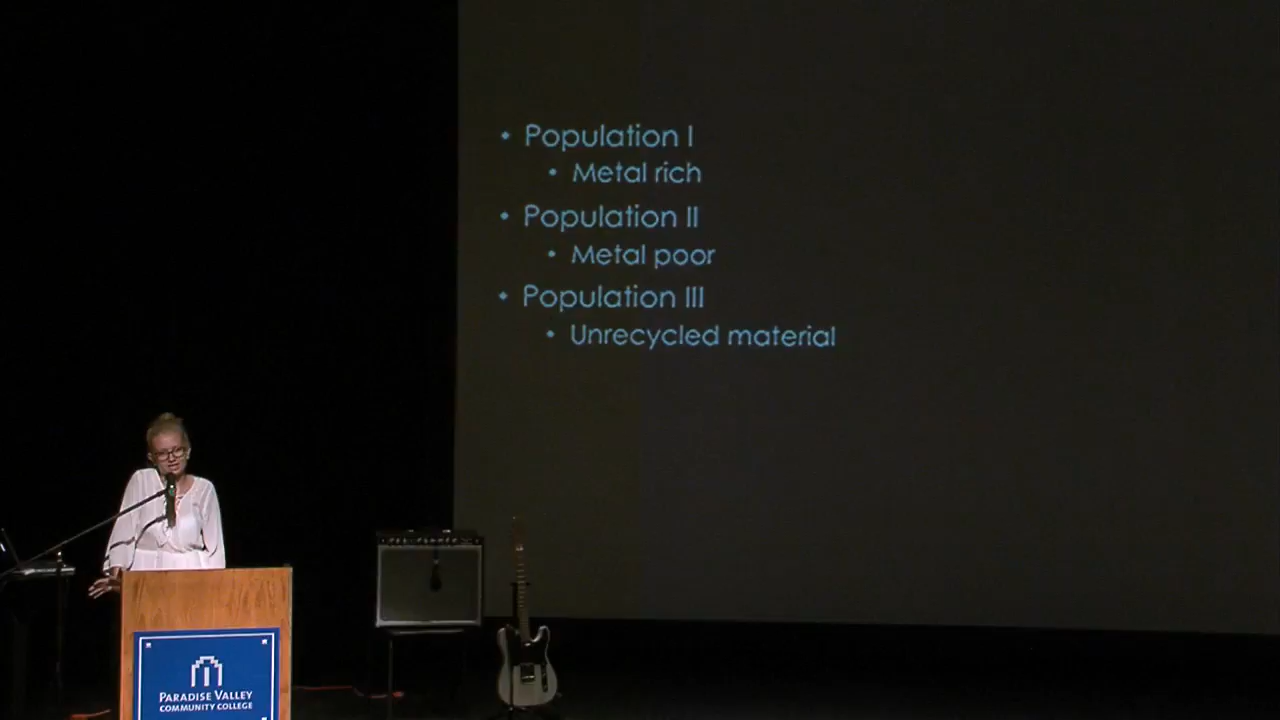 • Population I
• Metal rich
• Population II
• Metal poor
• Population III
• Unrecycled material
PARADISE VALLEY
COMMUNITY COLLEGE